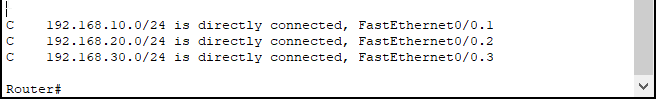 C    192.168.10.0/24 is directly connected, FastEthernet0/0.1
C    192.168.20.0/24 is directly connected, FastEthernet0/0.2
C    192.168.30.0/24 is directly connected, FastEthernet0/0.3
Router#